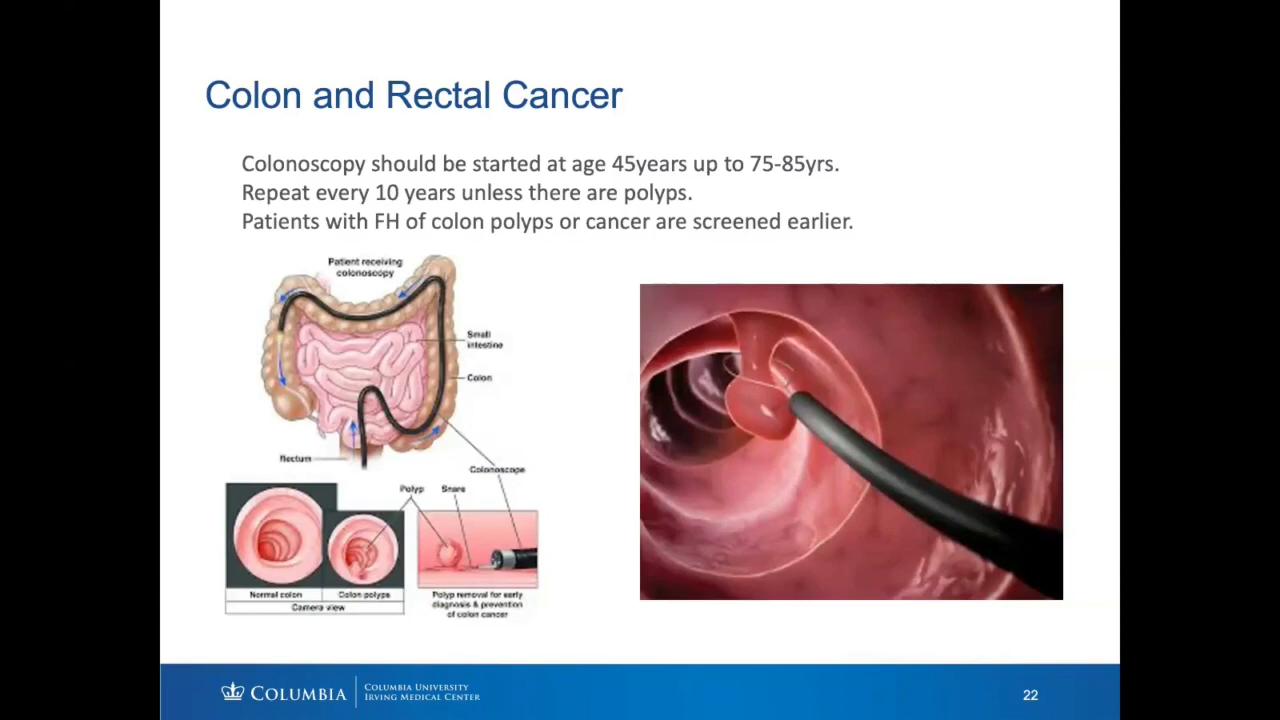 Colon and Rectal Cancer
Colonoscopy should be started at age 45years up to 75-85yrs.
Repeat every 10 years unless there are polyps.
Patients with FH of colon polyps or cancer are screened earlier.
Patient receiving
colonoscopy
Small
intestine
Colon
Rectum
Colonoscope
Polyp
Snare
Normal colon
Colon polyps
Camera view
Polyp removal for early
diagnosis & prevention
of colon cancer
COLUMBIA
COLUMBIA UNIVERSITY
IRVING MEDICAL CENTER
22